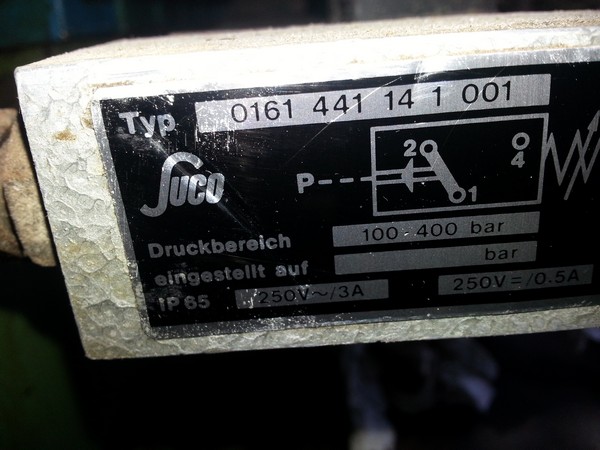 Typ 0161 441 14 1 001
Suco
P
2
4
1
Druckbereich 100-400 bar
eingestellt auf bar
IP 65 250V~/3A 250V=/0.5A